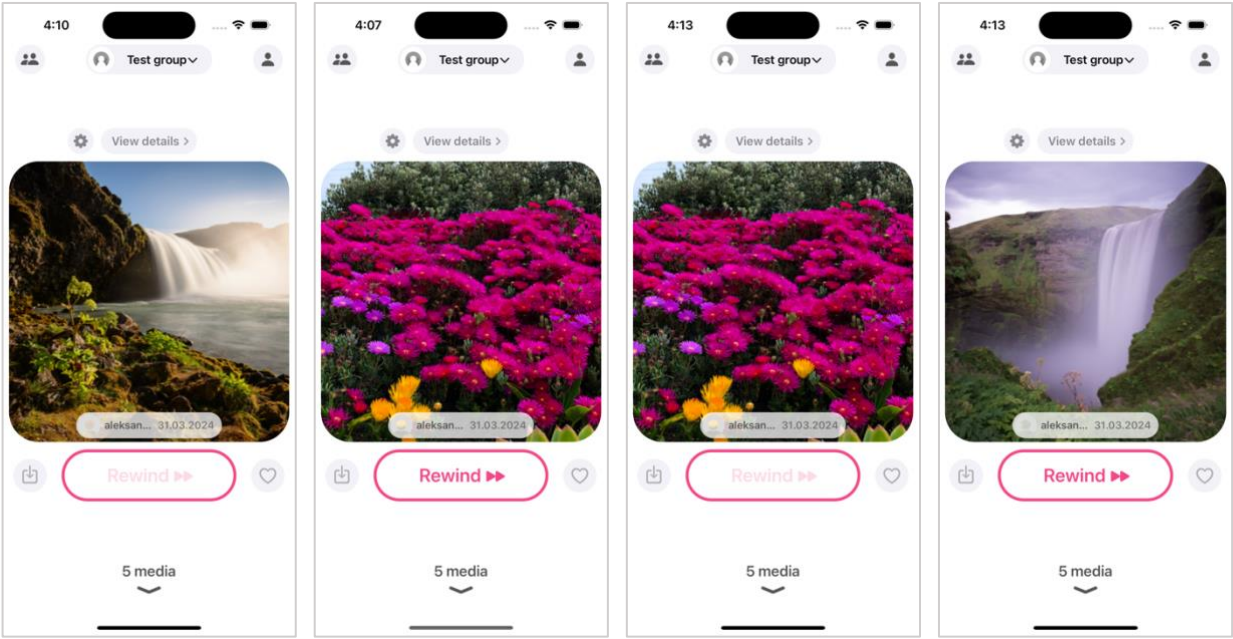 4:10
Test group
View details >
aleksan... 31.03.2024
Rewind
5 media
4:07
Test group
View details >
aleksan... 31.03.2024
Rewind
5 media
4:13
Test group
View details >
aleksan... 31.03.2024
Rewind
5 media
4:13
Test group
View details >
aleksan... 31.03.2024
Rewind
5 media